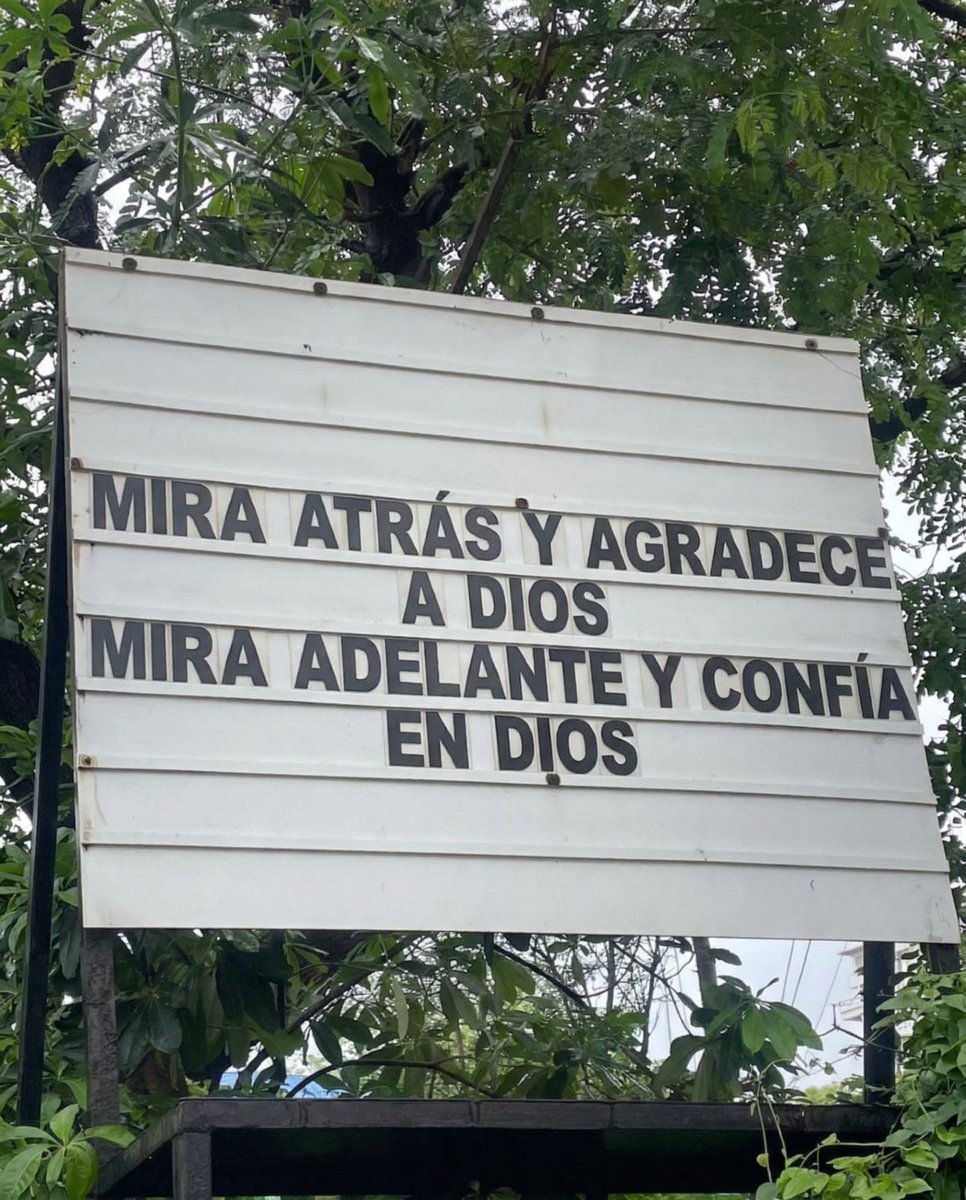 MIRA ATRÁS Y AGRADECE
A DIOS
MIRA ADELANTE Y CONFÍA
EN DIOS